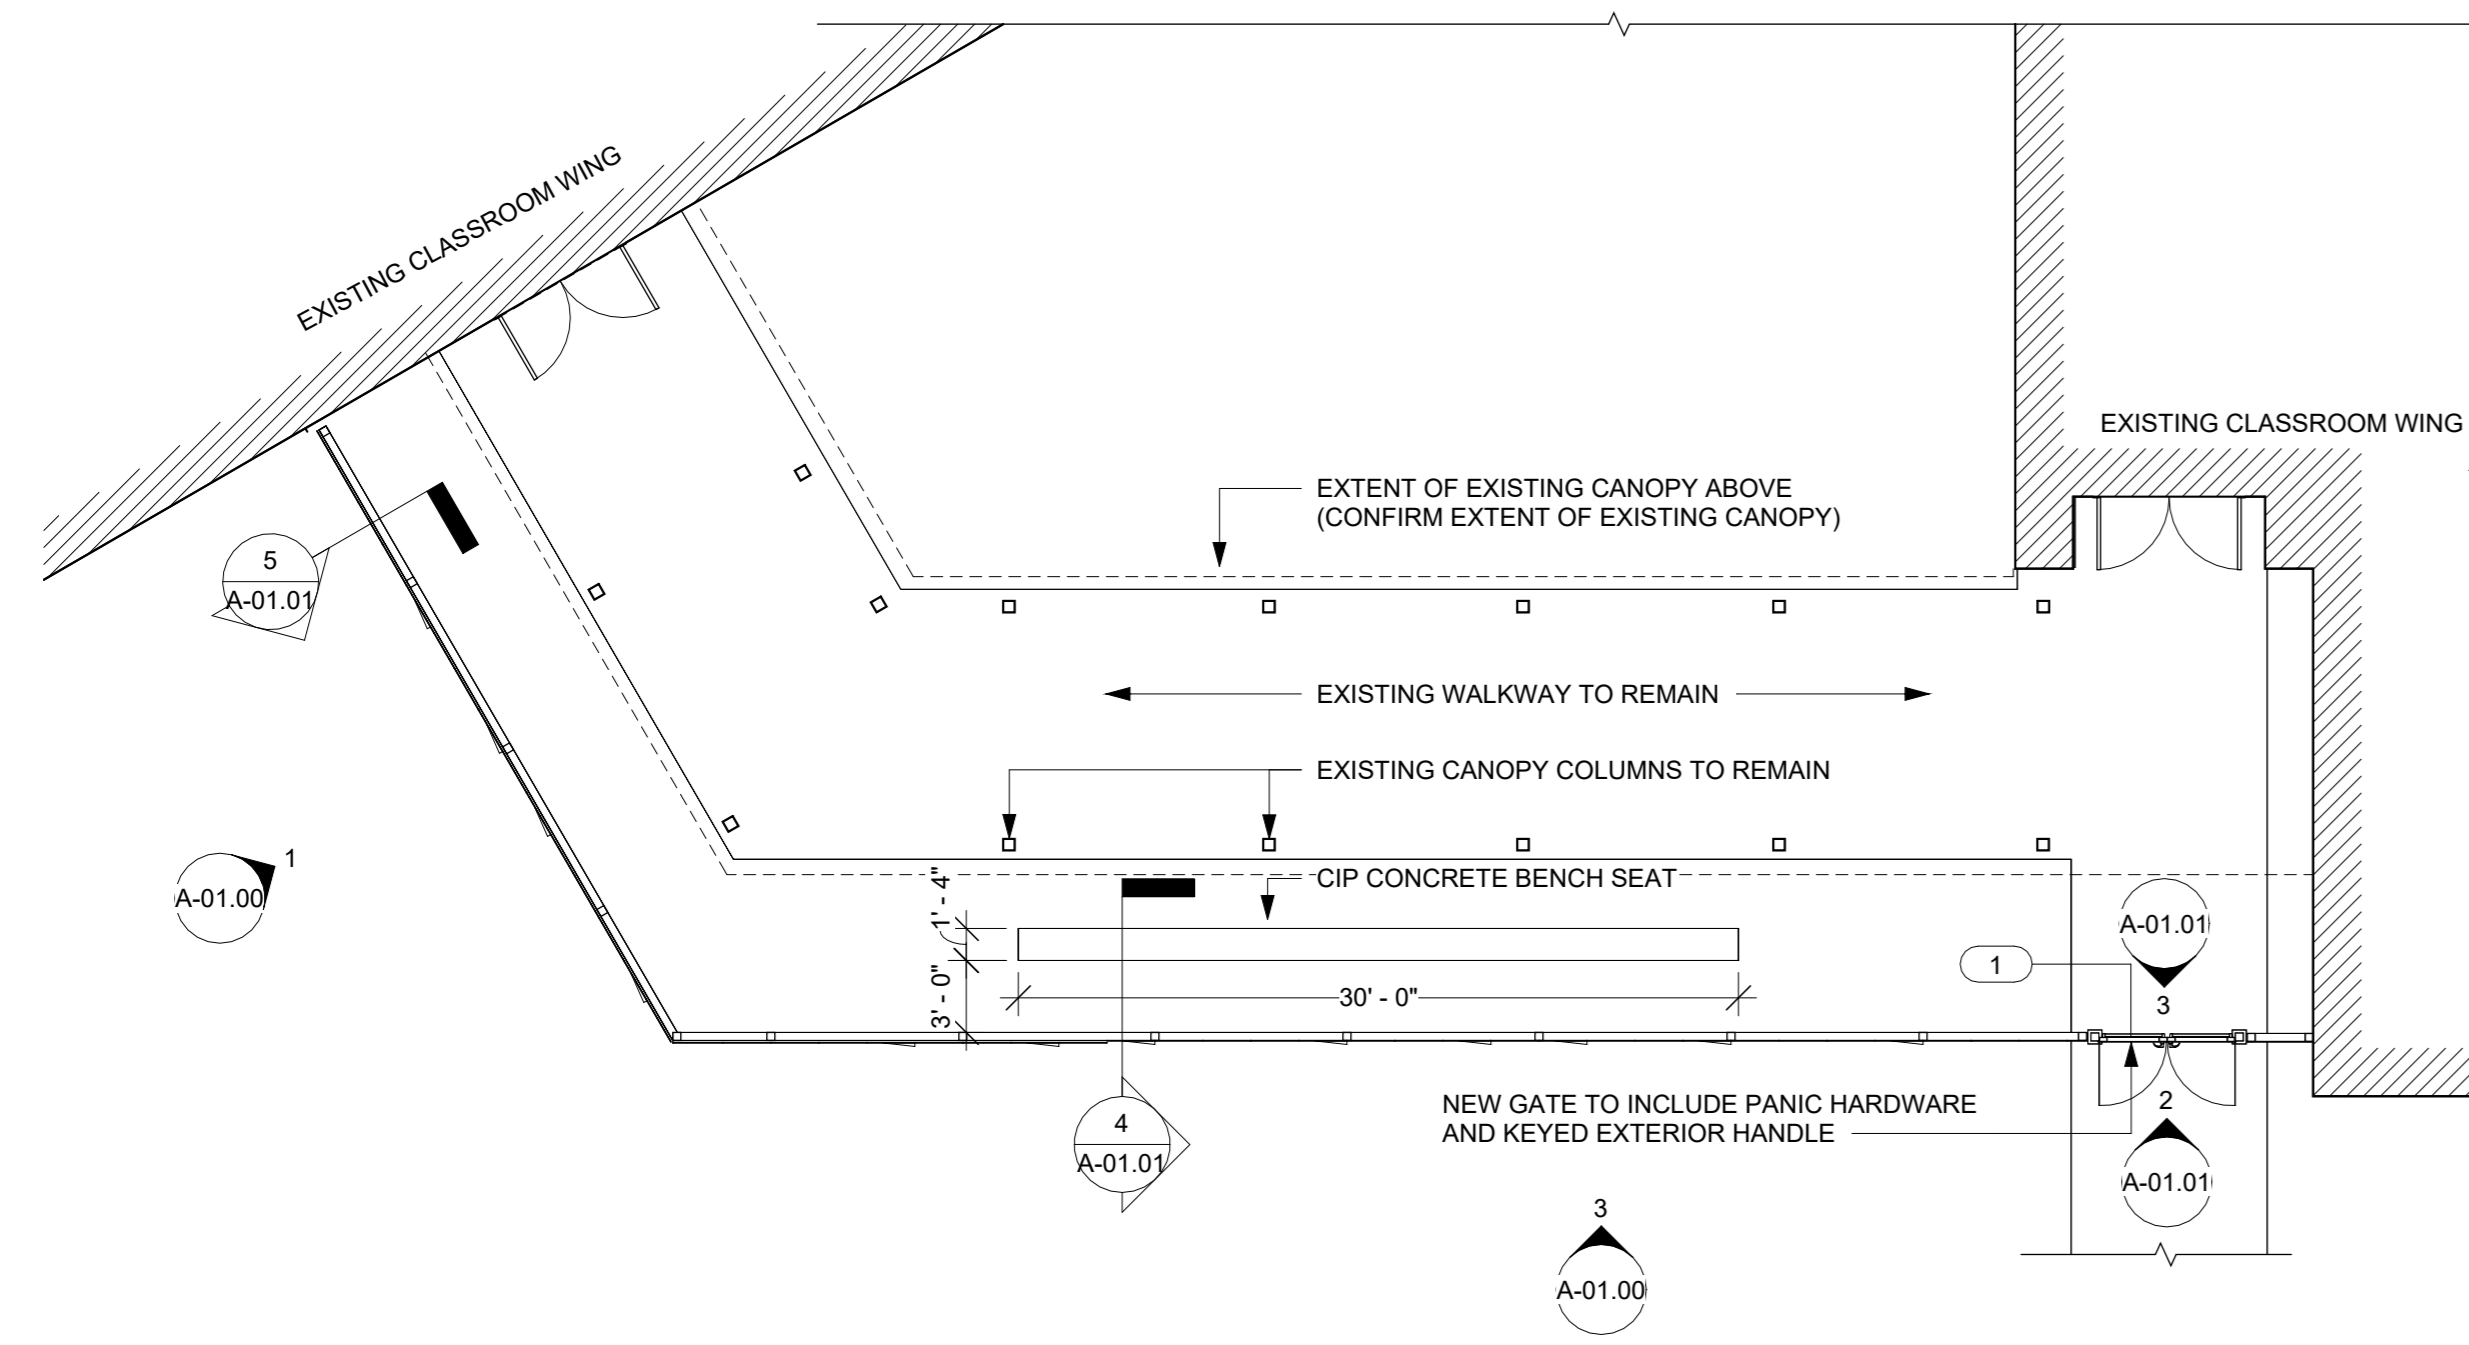 EXISTING CLASSROOM WING
EXISTING CLASSROOM WING
EXTENT OF EXISTING CANOPY ABOVE
(CONFIRM EXTENT OF EXISTING CANOPY)
5
A-01.01
EXISTING WALKWAY TO REMAIN
EXISTING CANOPY COLUMNS TO REMAIN
1
A-01.00
CIP CONCRETE BENCH SEAT
1' - 4"
3' - 0"
30' - 0"
A-01.01
3
1
NEW GATE TO INCLUDE PANIC HARDWARE
AND KEYED EXTERIOR HANDLE
2
A-01.01
4
A-01.01
3
A-01.00